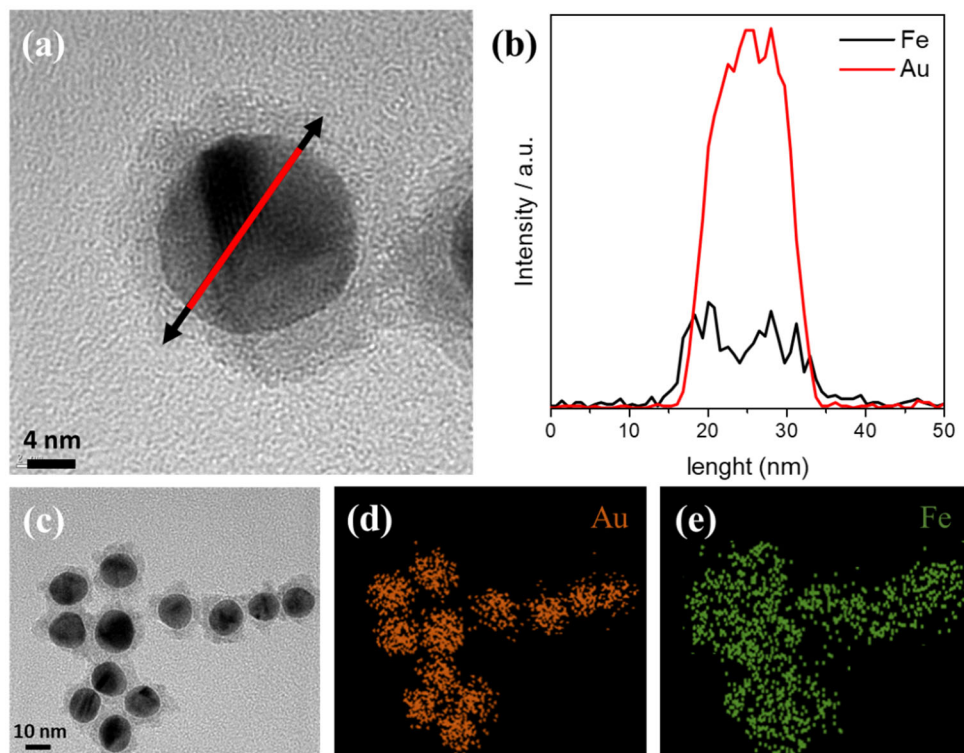 (a)
4 nm
(b)
Fe
Au
Intensity / a.u.
0 10 20 30 40 50
lenght (nm)
(c)
10 nm
(d)
Au
(e)
Fe